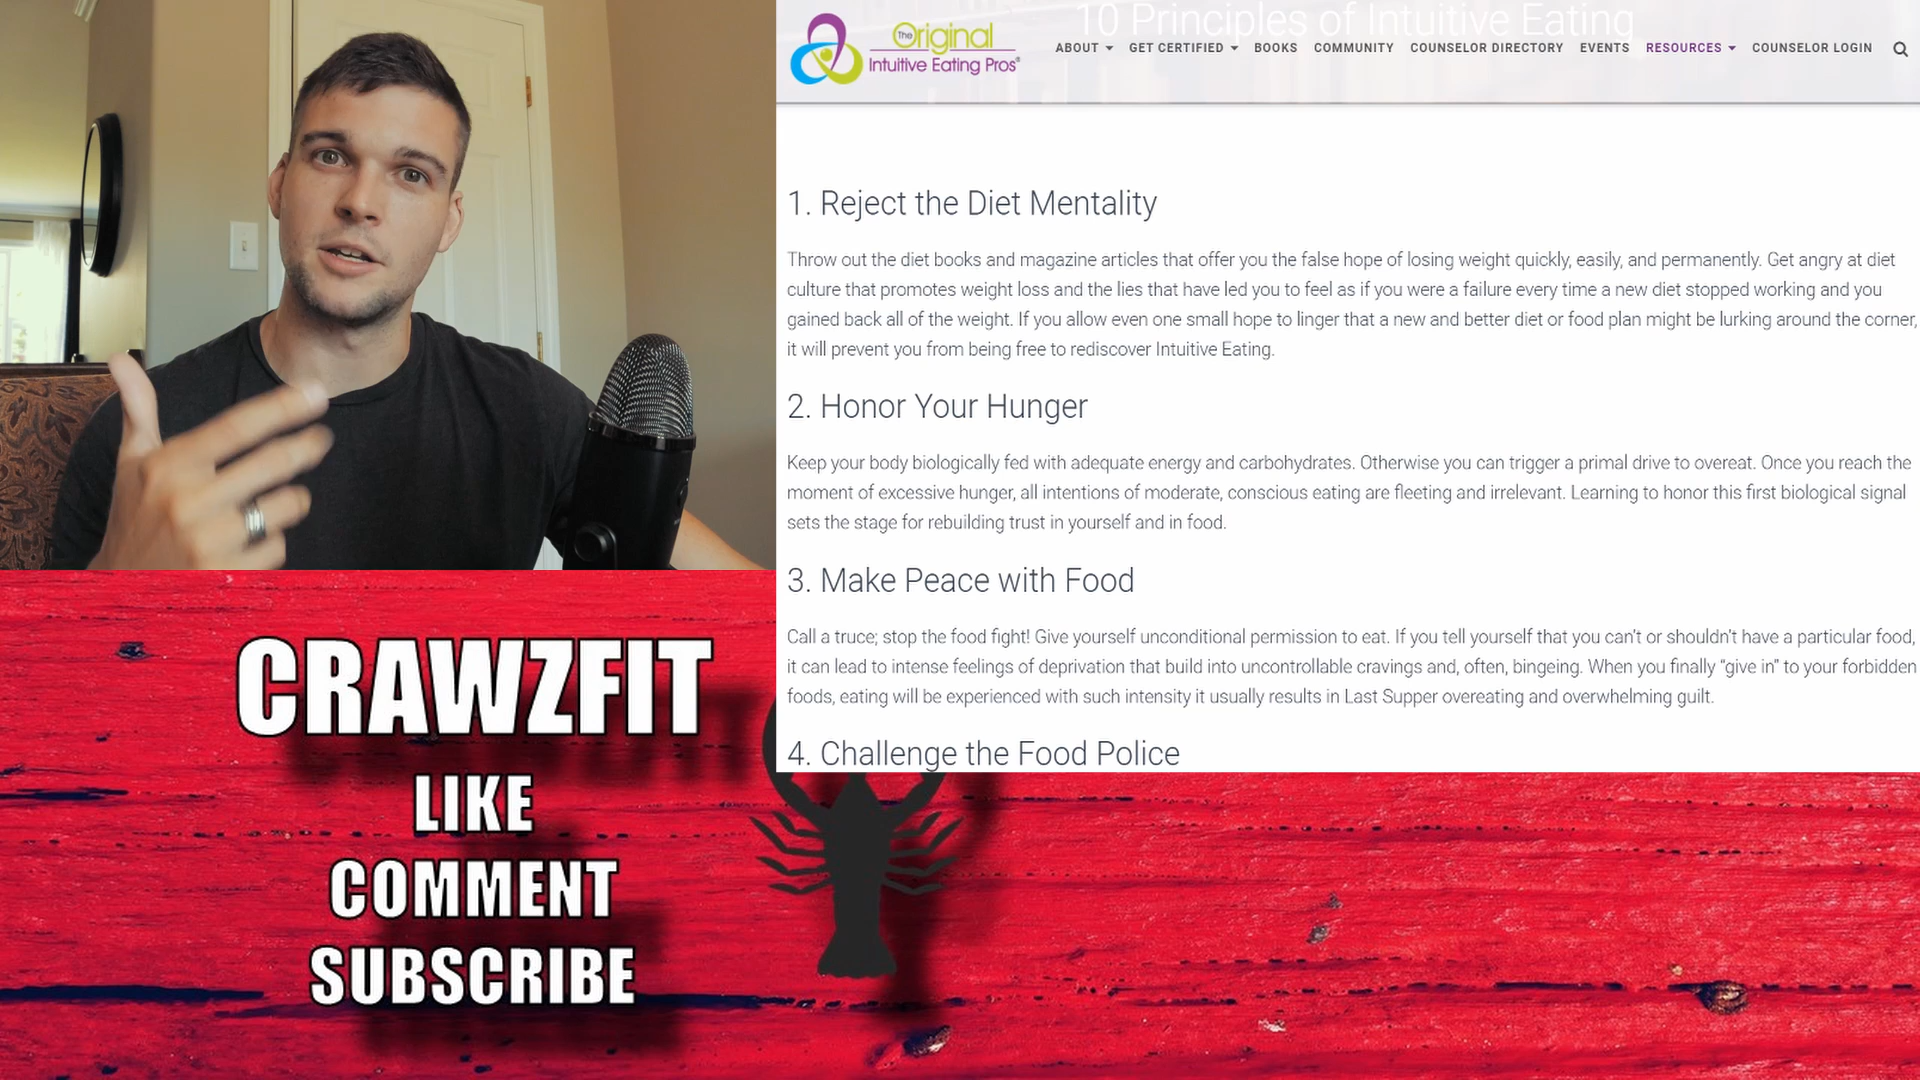 10 Principles of Intuitive Eating
The Original
Intuitive Eating Pros®
ABOUT GET CERTIFIED BOOKS COMMUNITY COUNSELOR DIRECTORY EVENTS RESOURCES COUNSELOR LOGIN
1. Reject the Diet Mentality
Throw out the diet books and magazine articles that offer you the false hope of losing weight quickly, easily, and permanently. Get angry at diet
culture that promotes weight loss and the lies that have led you to feel as if you were a failure every time a new diet stopped working and you
gained back all of the weight. If you allow even one small hope to linger that a new and better diet or food plan might be lurking around the corner,
it will prevent you from being free to rediscover Intuitive Eating.
2. Honor Your Hunger
Keep your body biologically fed with adequate energy and carbohydrates. Otherwise you can trigger a primal drive to overeat. Once you reach the
moment of excessive hunger, all intentions of moderate, conscious eating are fleeting and irrelevant. Learning to honor this first biological signal
sets the stage for rebuilding trust in yourself and in food.
3. Make Peace with Food
Call a truce; stop the food fight! Give yourself unconditional permission to eat. If you tell yourself that you can’t or shouldn’t have a particular food,
it can lead to intense feelings of deprivation that build into uncontrollable cravings and, often, bingeing. When you finally “give in” to your forbidden
foods, eating will be experienced with such intensity it usually results in Last Supper overeating and overwhelming guilt.
4. Challenge the Food Police
CRAWZFIT
LIKE
COMMENT
SUBSCRIBE